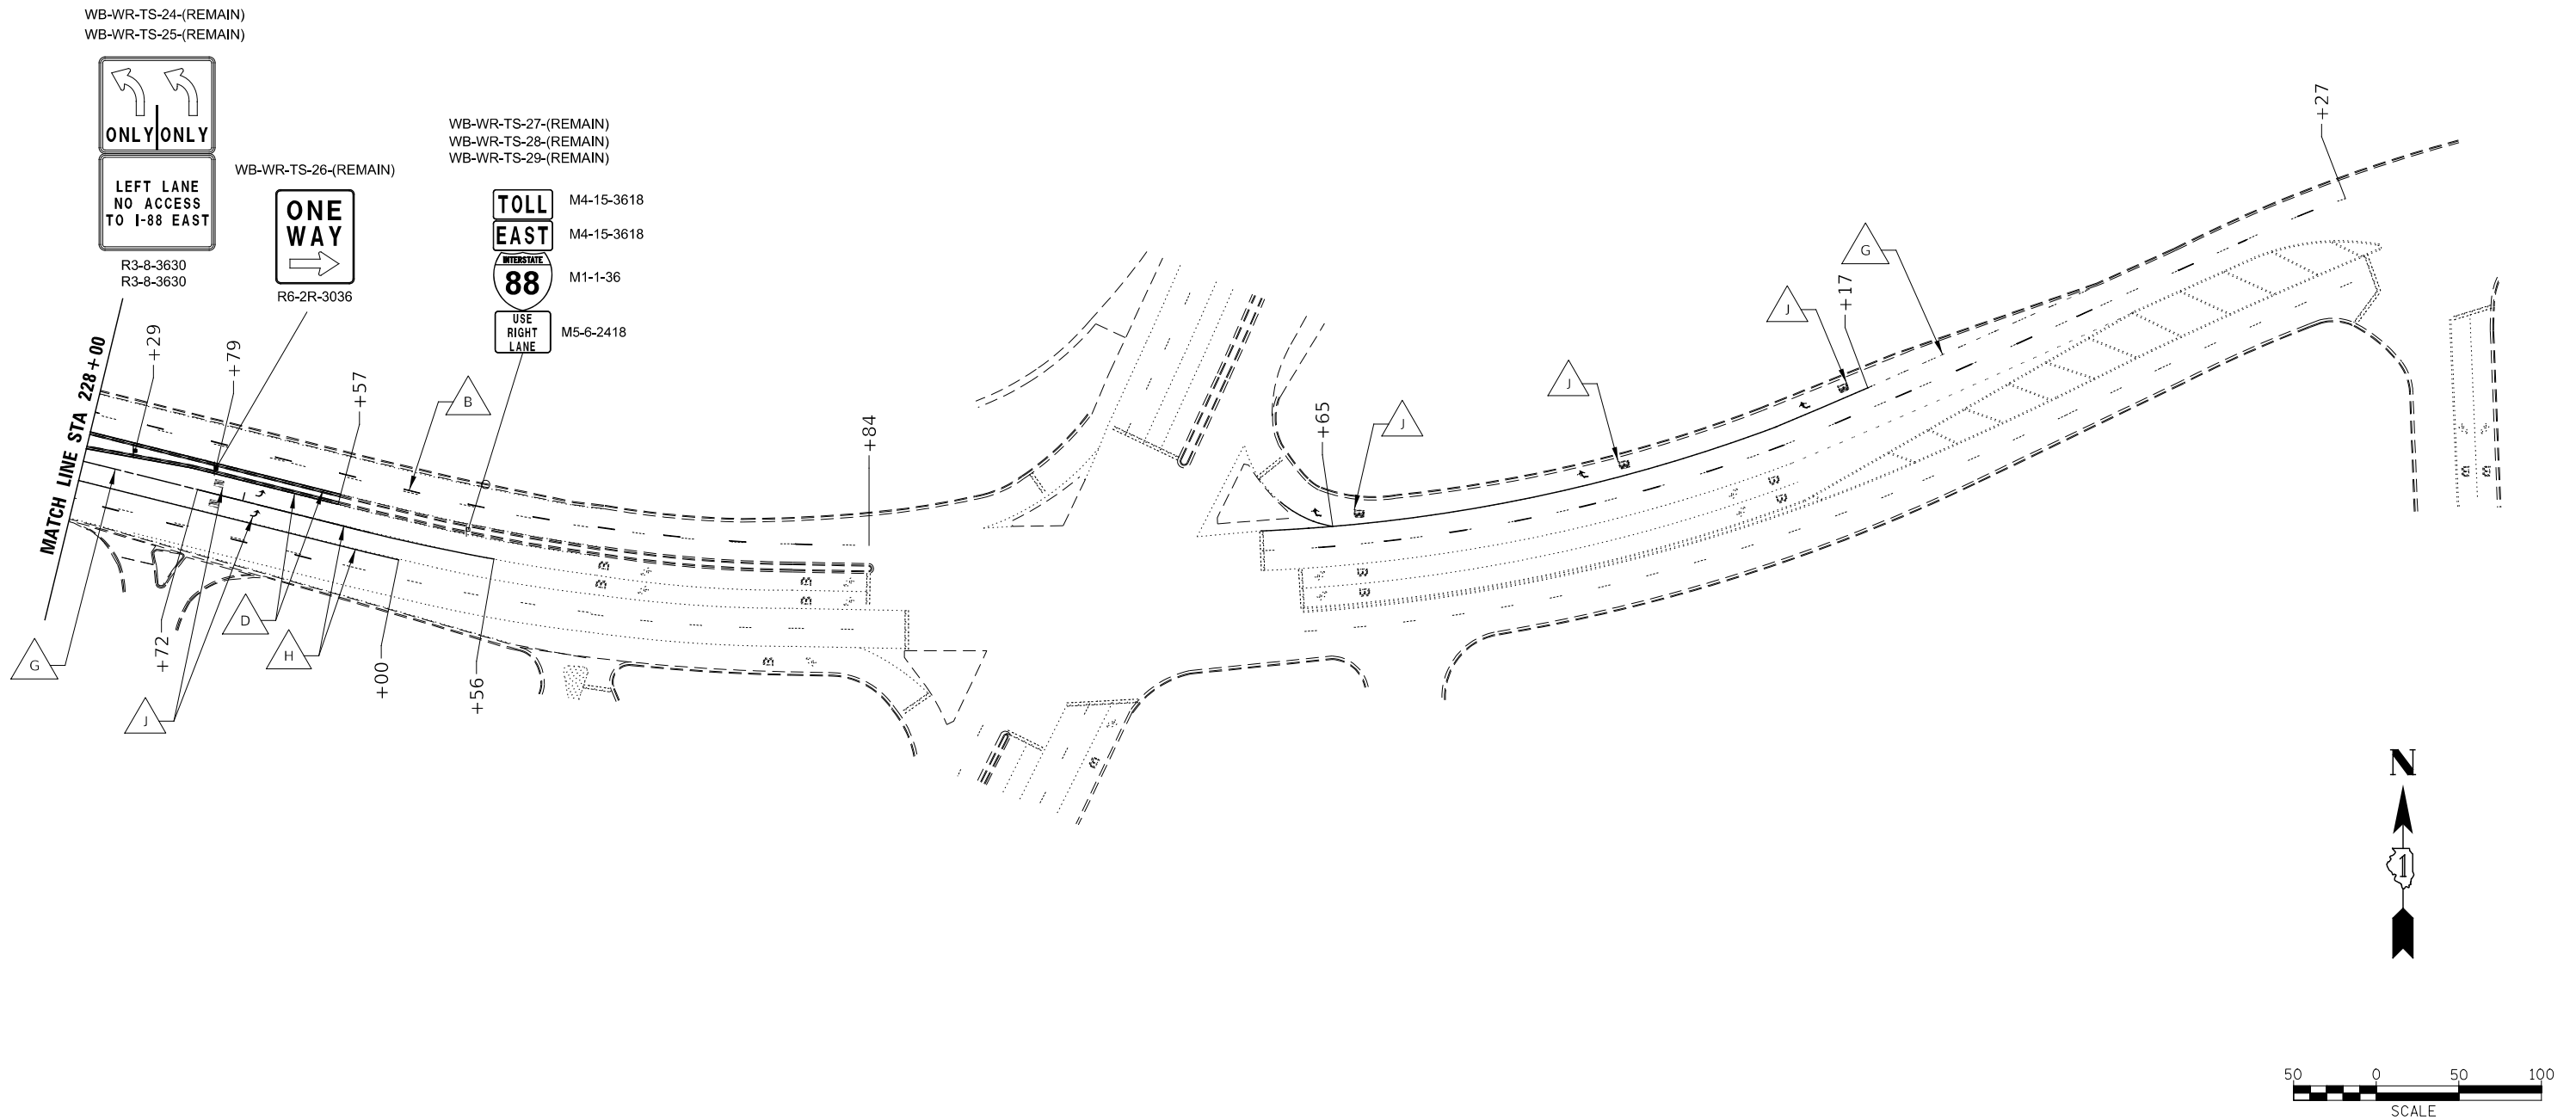 WB-WR-TS-24-(REMAIN)
WB-WR-TS-25-(REMAIN)
ONLY ONLY
LEFT LANE
NO ACCESS
TO I-88 EAST
R3-8-3630
R3-8-3630
WB-WR-TS-26-(REMAIN)
ONE
WAY
R6-2R-3036
WB-WR-TS-27-(REMAIN)
WB-WR-TS-28-(REMAIN)
WB-WR-TS-29-(REMAIN)
TOLL
M4-15-3618
EAST
M4-15-3618
INTERSTATE
88
M1-1-36
USE
RIGHT
LANE
M5-6-2418
MATCH LINE STA 228+00
+29
+79
+57
B
+84
+65
J
J
J
+17
G
+27
G
+72
J
D
H
+00
+56
N
1
50
0
50
100
SCALE